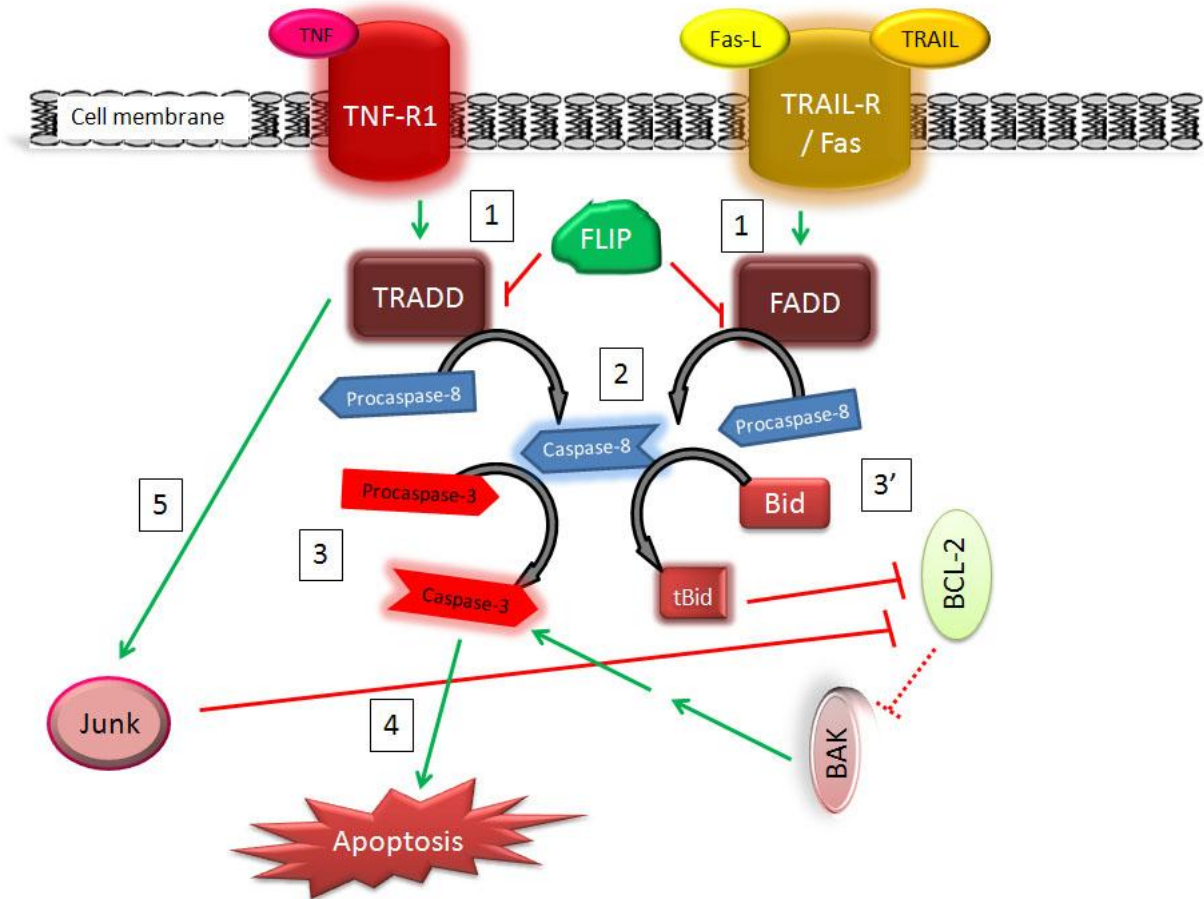 TNF
Fas-L
TRAIL
Cell membrane
TNF-R1
TRAIL-R
/ Fas
1
FLIP
1
TRADD
FADD
2
Procaspase-8
Procaspase-8
Caspase-8
Procaspase-3
Bid
3’
5
3
Caspase-3
tBid
BCL-2
Junk
4
BAK
Apoptosis